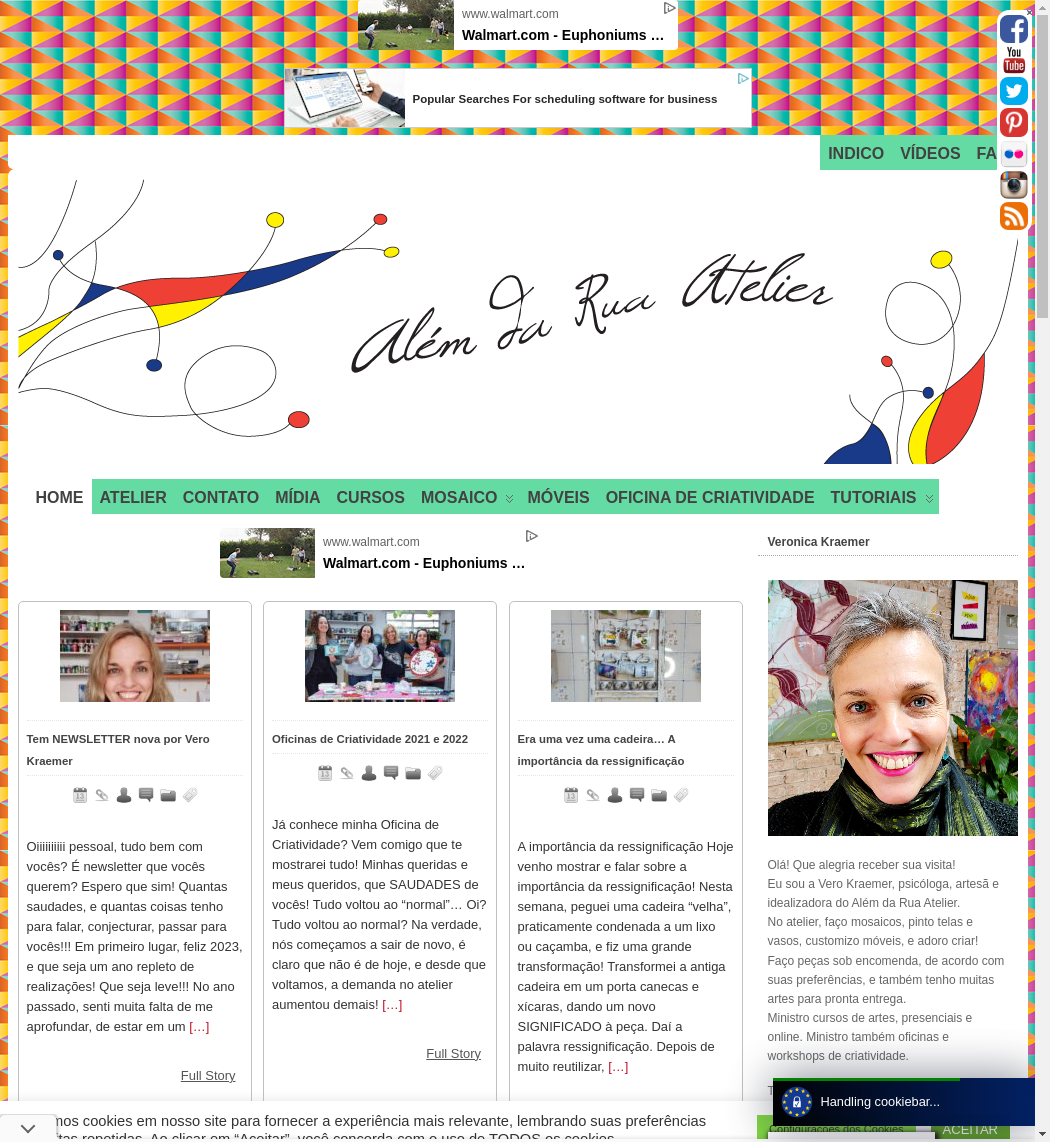 www.walmart.com
Walmart.com - Euphoniums …
Popular Searches For scheduling software for business
You
Tube
INDICO VÍDEOS FA
Além da Rua Atelier
HOME ATELIER CONTATO MÍDIA CURSOS MOSAICO MÓVEIS OFICINA DE CRIATIVIDADE TUTORIAIS
www.walmart.com
Walmart.com - Euphoniums …
Tem NEWSLETTER nova por Vero
Kraemer
Oiiiiiiiiii pessoal, tudo bem com
vocês? É newsletter que vocês
querem? Espero que sim! Quantas
saudades, e quantas coisas tenho
para falar, conjecturar, passar para
vocês!!! Em primeiro lugar, feliz 2023,
e que seja um ano repleto de
realizações! Que seja leve!!! No ano
passado, senti muita falta de me
aprofundar, de estar em um […]
Full Story
Oficinas de Criatividade 2021 e 2022
Já conhece minha Oficina de
Criatividade? Vem comigo que te
mostrarei tudo! Minhas queridas e
meus queridos, que SAUDADES de
vocês! Tudo voltou ao “normal”… Oi?
Tudo voltou ao normal? Na verdade,
nós começamos a sair de novo, é
claro que não é de hoje, e desde que
voltamos, a demanda no atelier
aumentou demais! […]
Full Story
Era uma vez uma cadeira… A
importância da ressignificação
A importância da ressignificação Hoje
venho mostrar e falar sobre a
importância da ressignificação! Nesta
semana, peguei uma cadeira “velha”,
praticamente condenada a um lixo
ou caçamba, e fiz uma grande
transformação! Transformei a antiga
cadeira em um porta canecas e
xícaras, dando um novo
SIGNIFICADO à peça. Daí a
palavra ressignificação. Depois de
muito reutilizar, […]
Veronica Kraemer
Olá! Que alegria receber sua visita!
Eu sou a Vero Kraemer, psicóloga, artesã e
idealizadora do Além da Rua Atelier.
No atelier, faço mosaicos, pinto telas e
vasos, customizo móveis, e adoro criar!
Faço peças sob encomenda, de acordo com
suas preferências, e também tenho muitas
artes para pronta entrega.
Ministro cursos de artes, presenciais e
online. Ministro também oficinas e
workshops de criatividade.
Handling cookiebar...
mos cookies em nosso site para fornecer a experiência mais relevante, lembrando suas preferências
tas repetidas. Ao clicar em “Aceitar”, você concorda com o uso de TODOS os cookies.
Configurações dos Cookies
ACEITAR